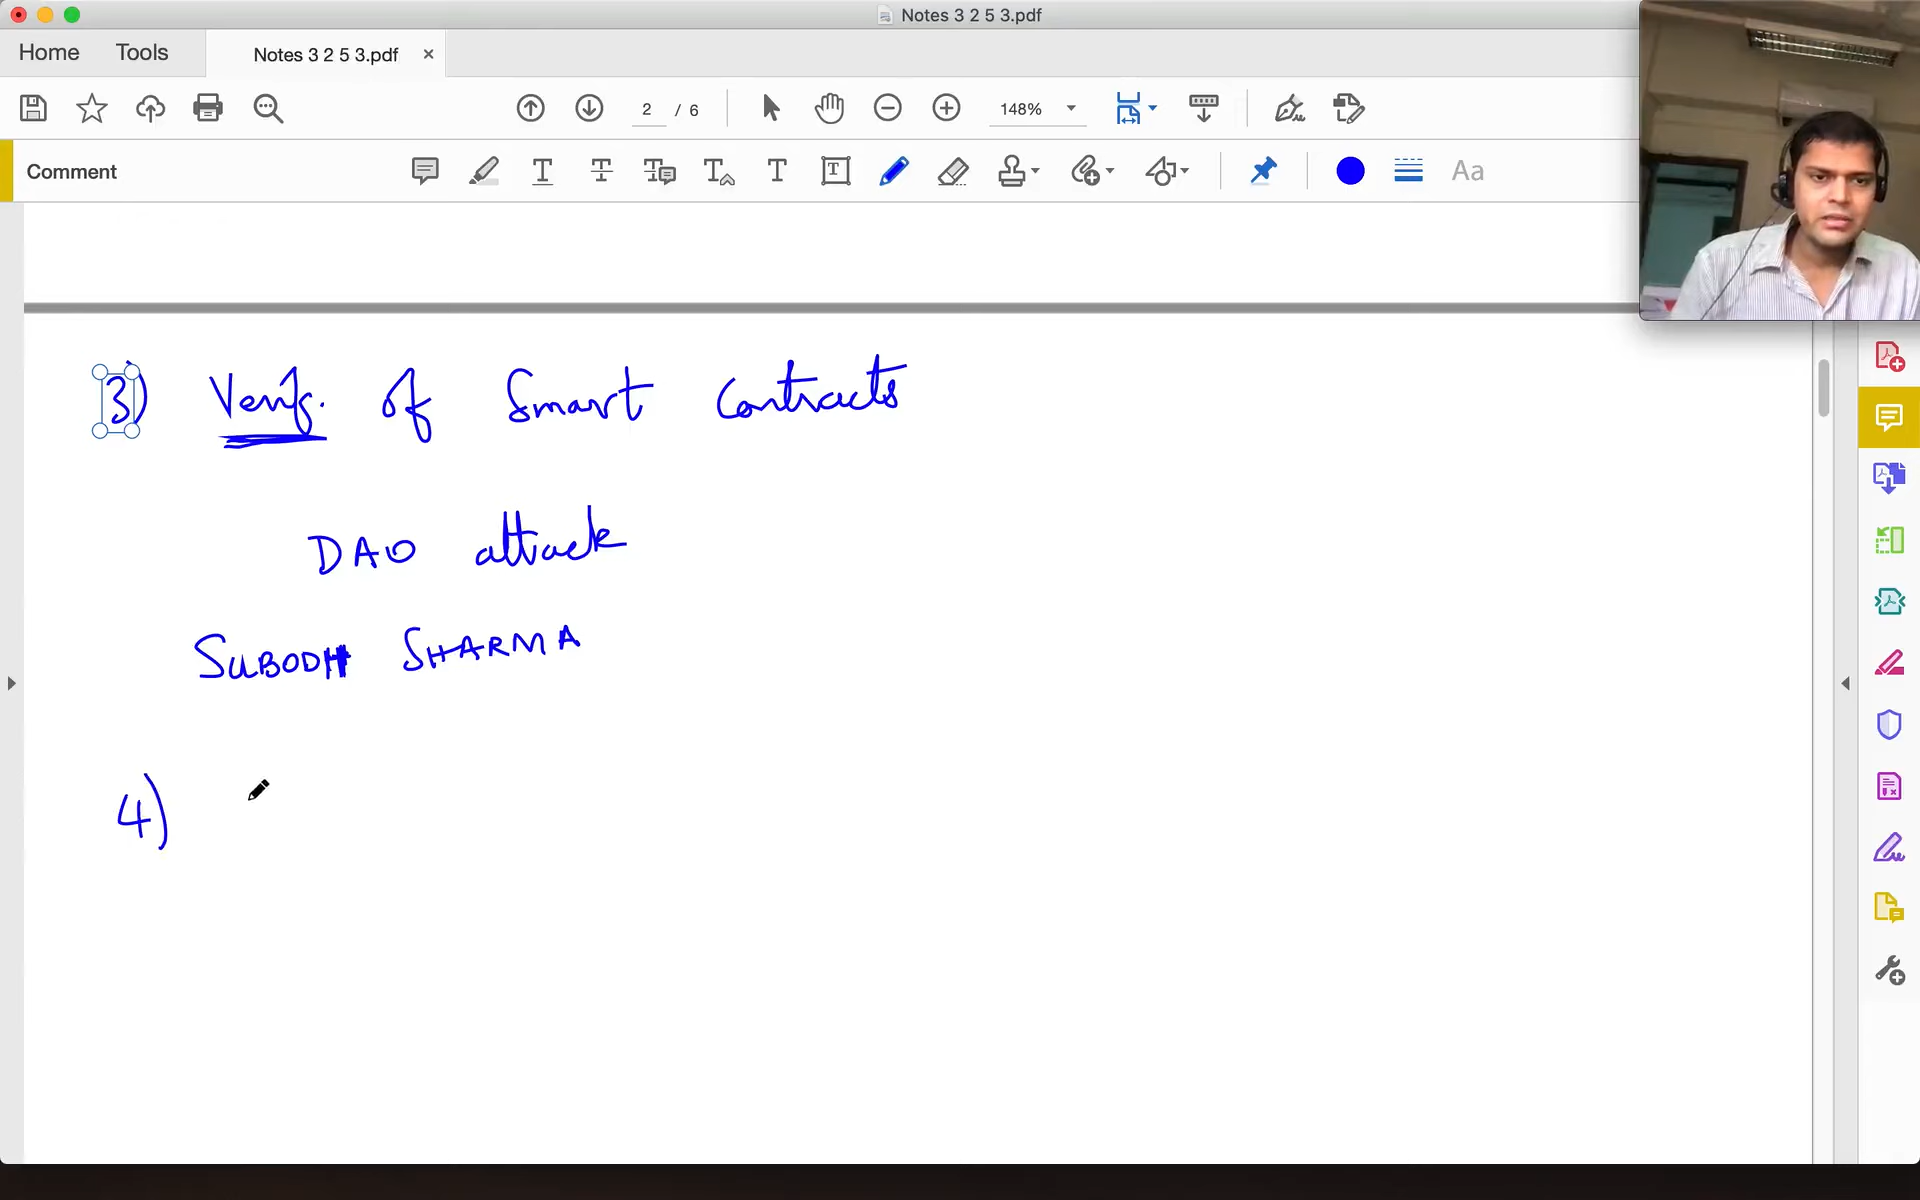 Notes 3 2 5 3.pdf
Home Tools Notes 3 2 5 3.pdf ×
2 / 6 148%
Comment T T T T T T Aa
3) Verif. of Smart Contracts
DAO attack
SUBODH SHARMA
4)